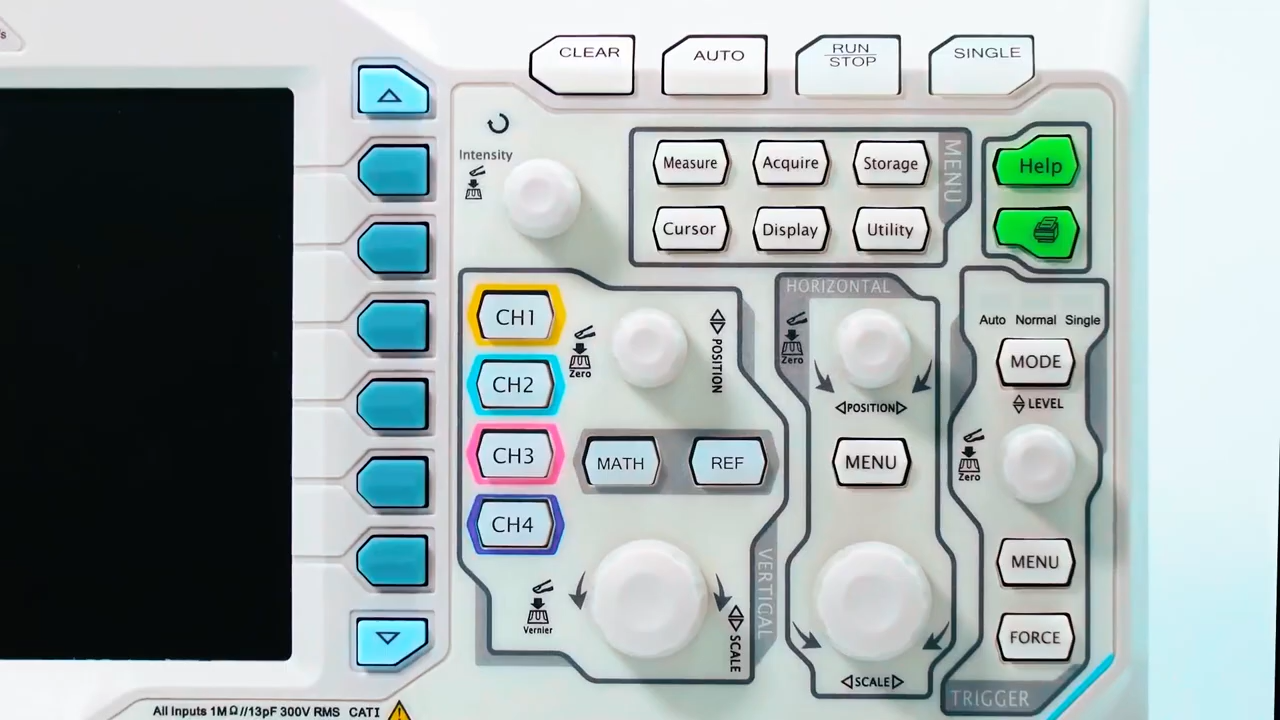 CLEAR
AUTO
RUN
STOP
SINGLE
Intensity
Measure
Acquire
Storage
MENU
Help
Cursor
Display
Utility
CH1
CH2
CH3
CH4
Zero
POSITION
MATH
REF
Vernier
SCALE
VERTICAL
HORIZONTAL
Zero
POSITION
MENU
SCALE
Auto Normal Single
MODE
LEVEL
Zero
MENU
FORCE
TRIGGER
All inputs 1MΩ//13pF 300V RMS CATI